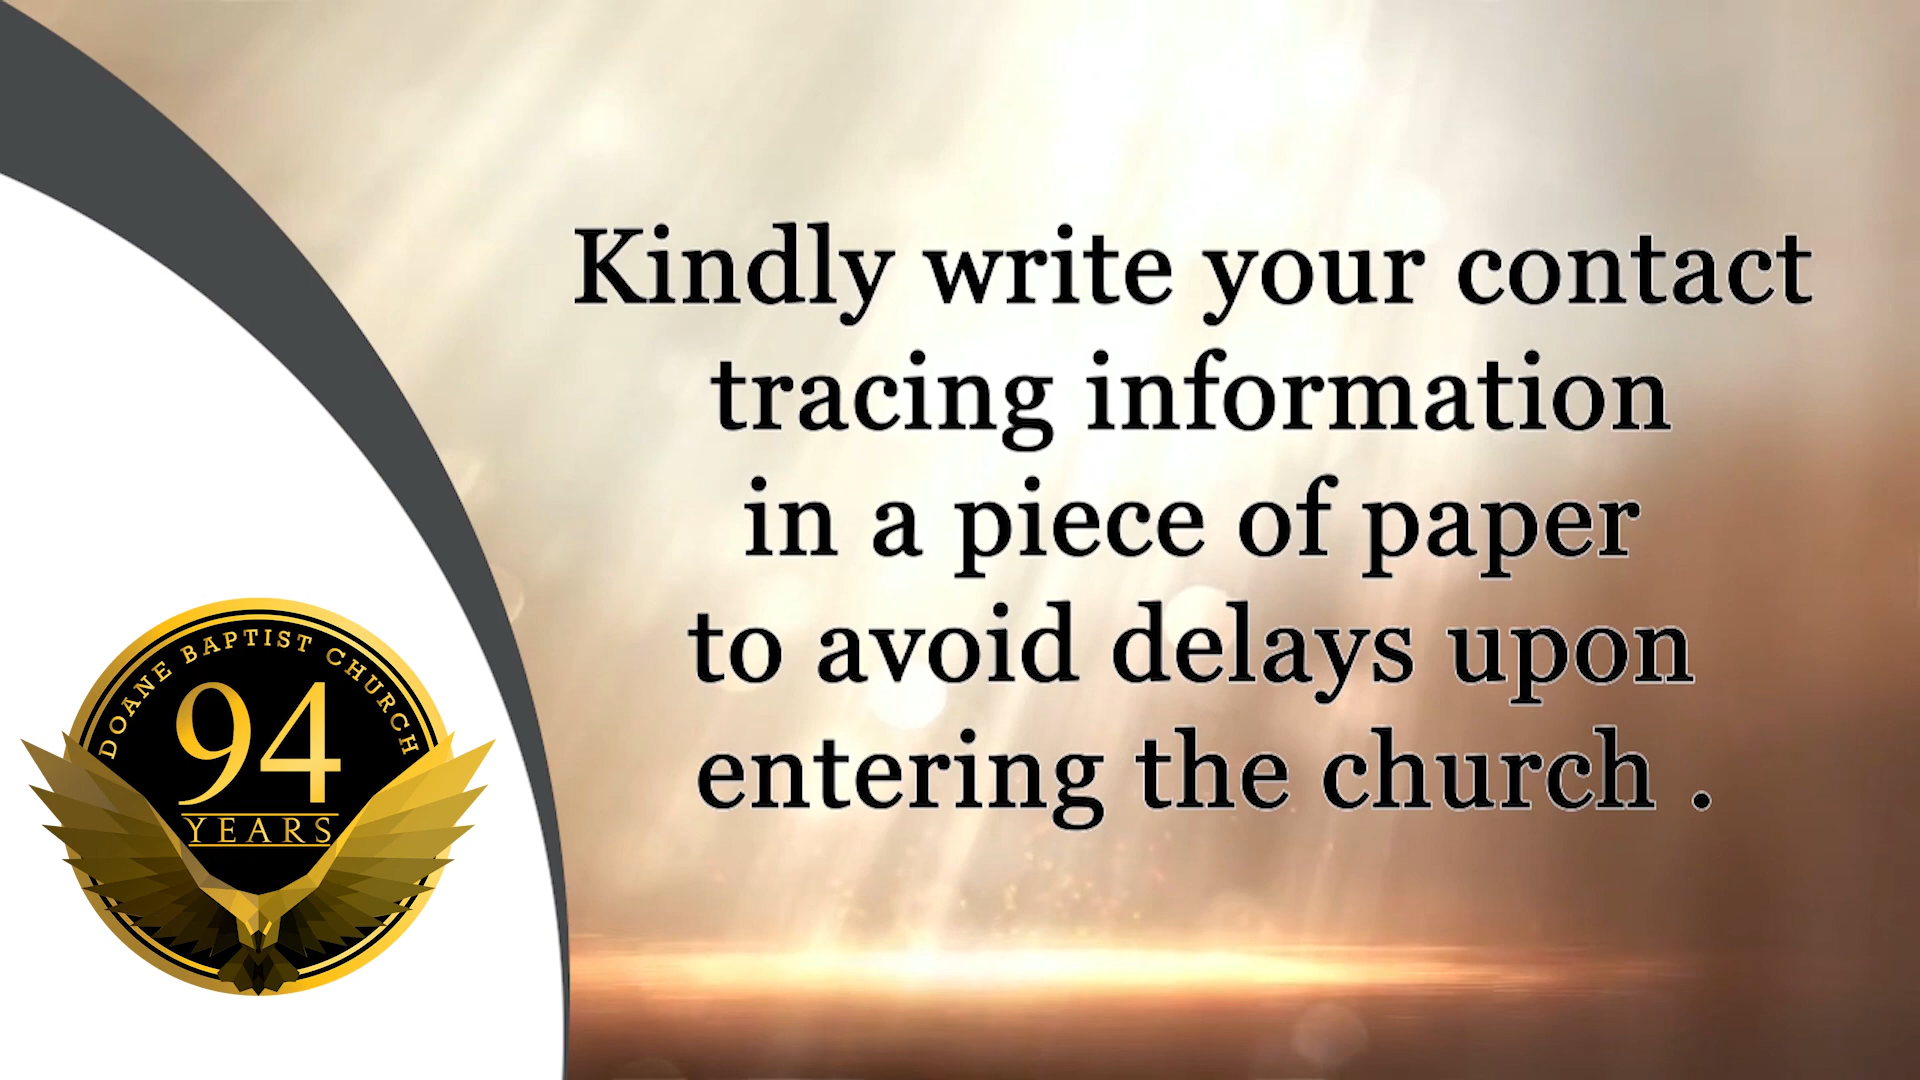 Kindly write your contact
tracing information
in a piece of paper
to avoid delays upon
entering the church .
DOANE BAPTIST CHURCH
94
YEARS